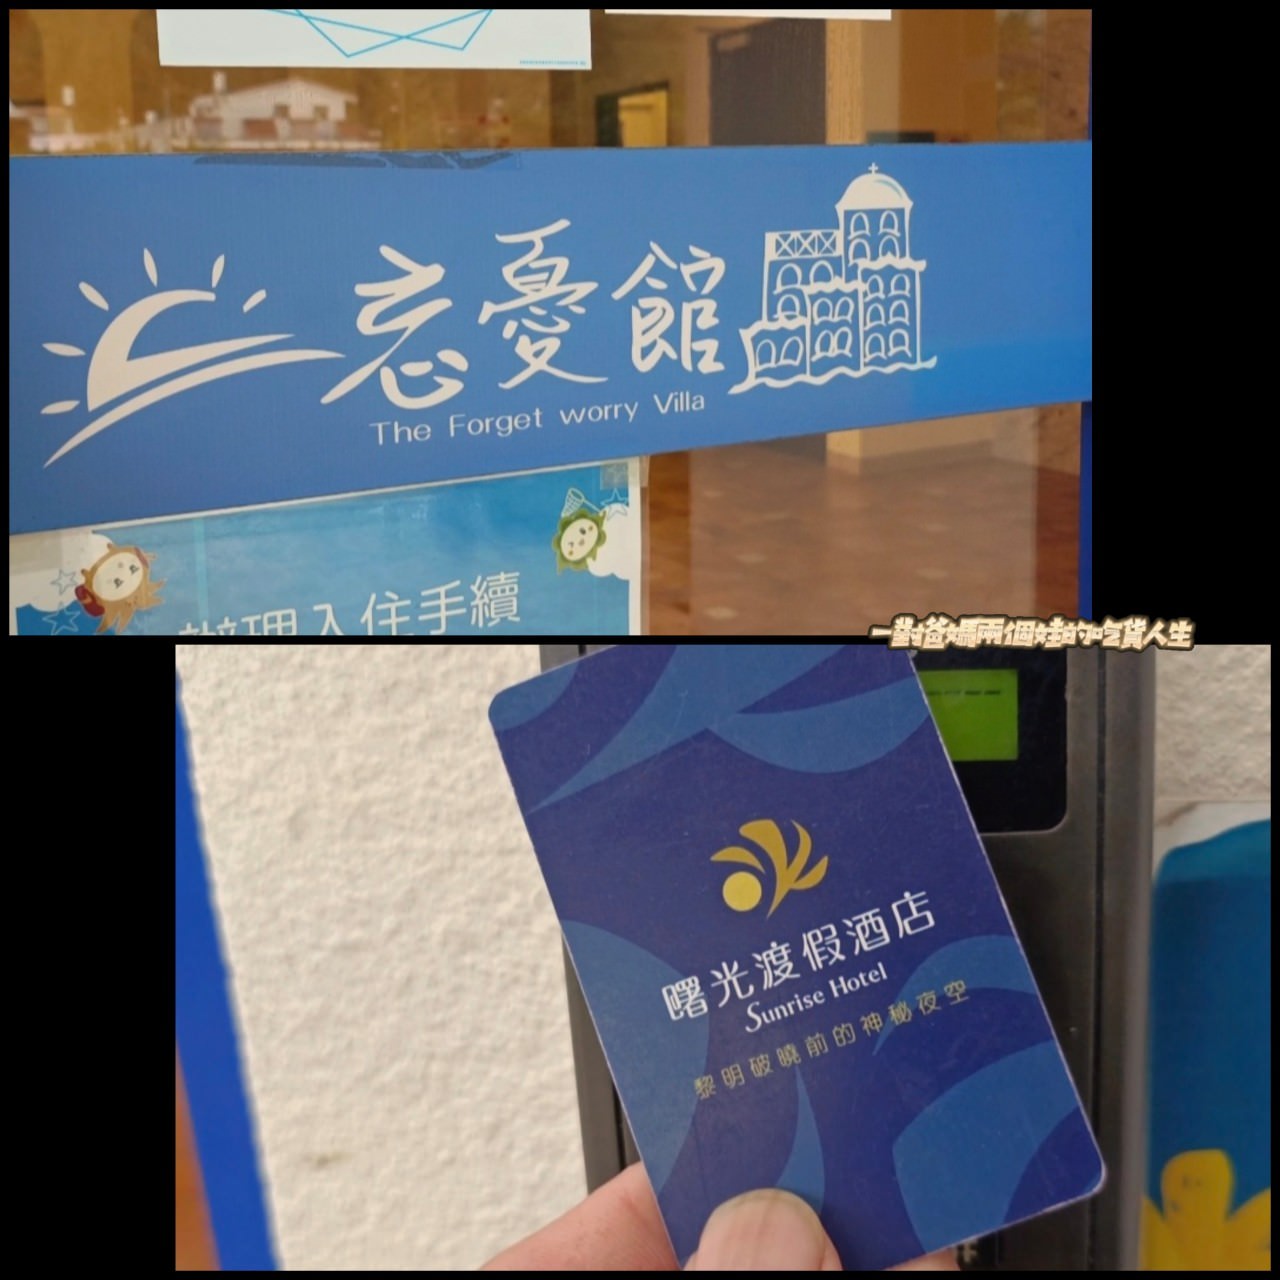 忘憂館
The Forget worry Villa
辦理入住手續
一對爸媽兩個娃的吃貨人生
曙光渡假酒店
Sunrise Hotel
黎明破曉前的神秘夜空